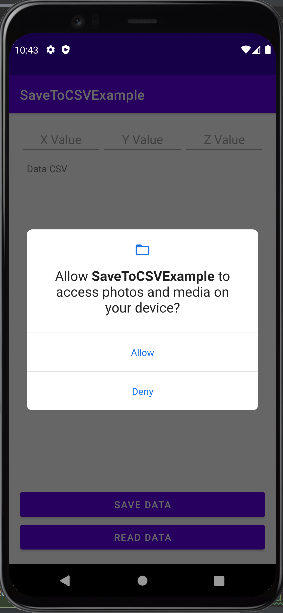 10:43
SaveToCSVExample
X Value Y Value Z Value
Data CSV
Allow SaveToCSVExample to
access photos and media on
your device?
Allow
Deny
SAVE DATA
READ DATA